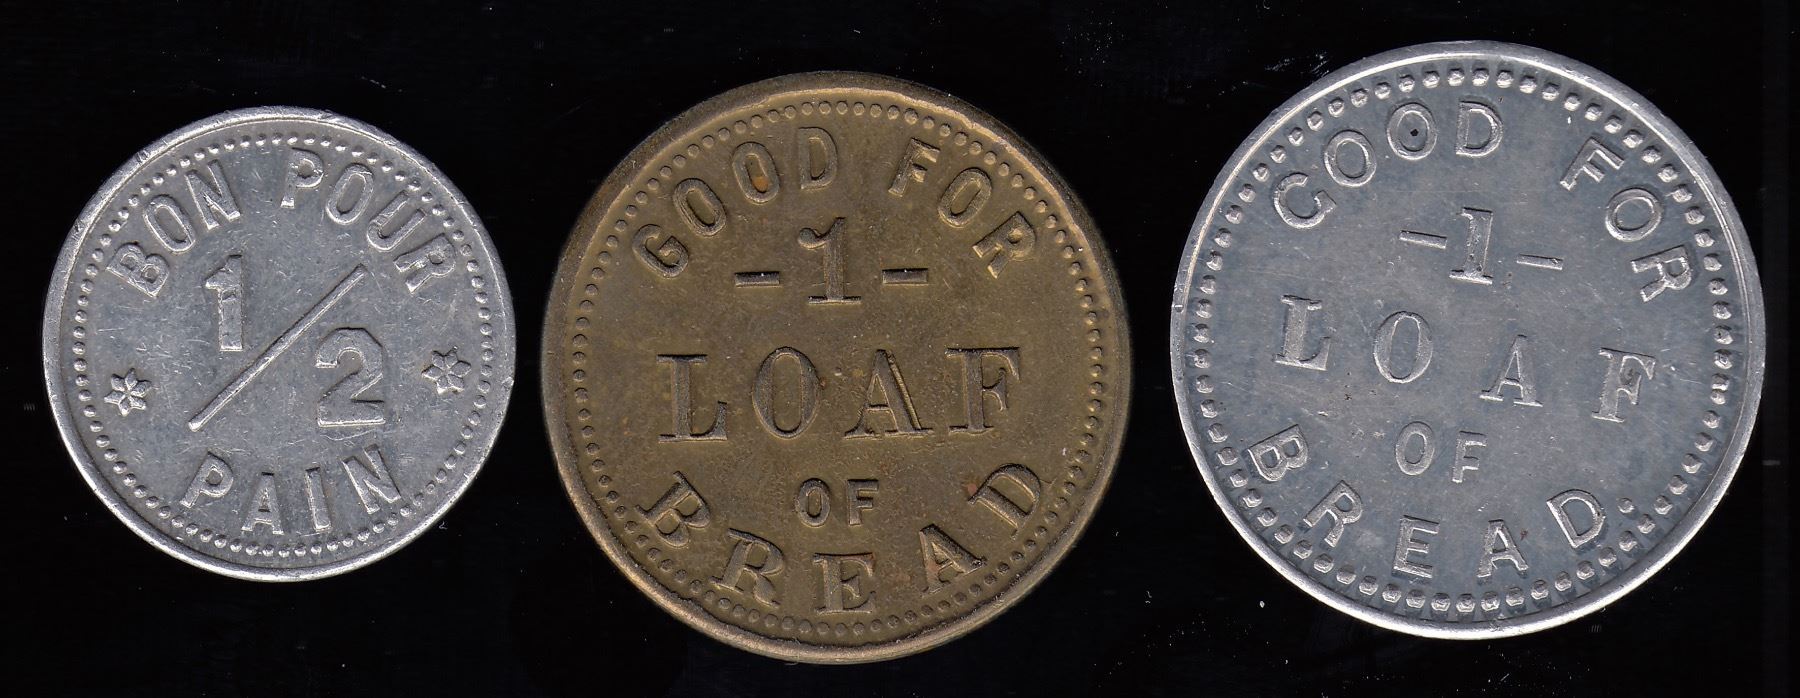 BON POUR
1/2
PAIN
GOOD FOR
-1-
LOAF
OF
BREAD
GOOD FOR
-1-
LOAF
OF
BREAD